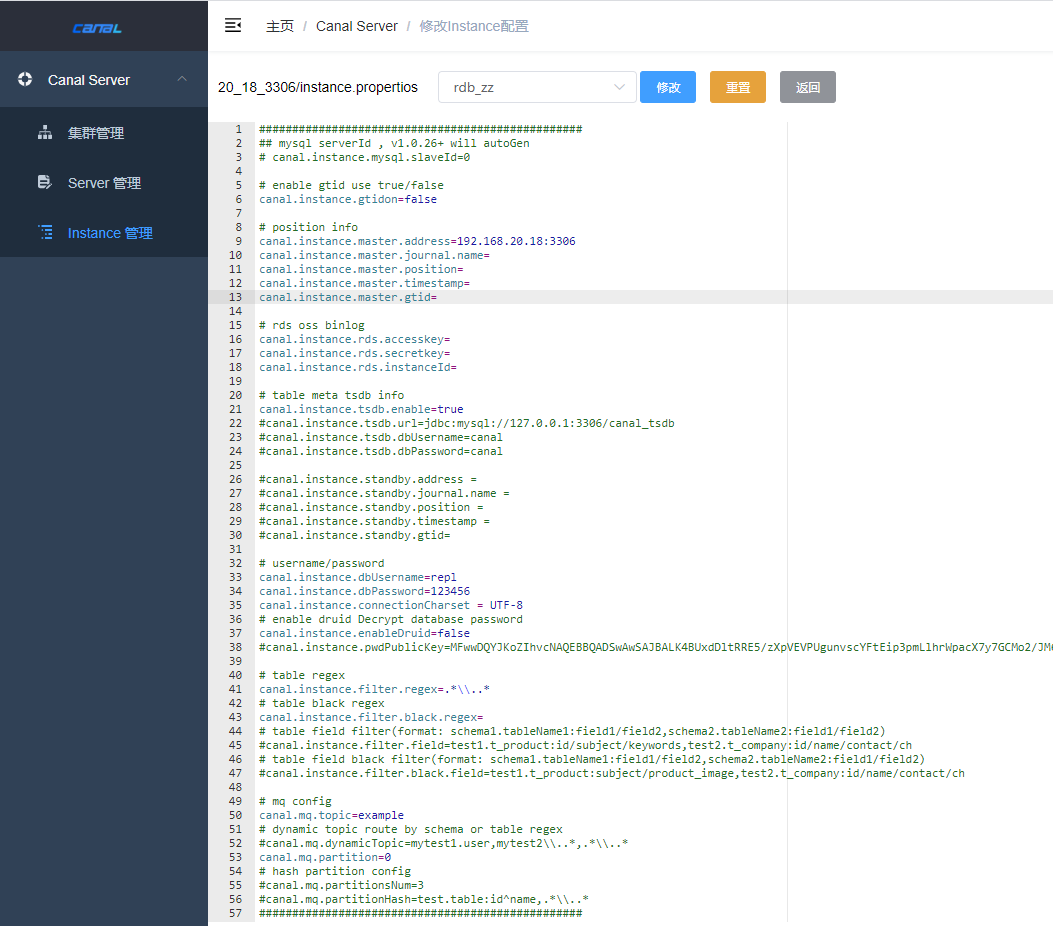 canal
主页 / Canal Server / 修改Instance配置
Canal Server
集群管理
Server 管理
Instance 管理
20_18_3306/instance.propertios
rdb_zz
修改
重置
返回
1 #################################################
2 ## mysql serverId , v1.0.26+ will autoGen
3 # canal.instance.mysql.slaveId=0
4
5 # enable gtid use true/false
6 canal.instance.gtidon=false
7
8 # position info
9 canal.instance.master.address=192.168.20.18:3306
10 canal.instance.master.journal.name=
11 canal.instance.master.position=
12 canal.instance.master.timestamp=
13 canal.instance.master.gtid=
14
15 # rds oss binlog
16 canal.instance.rds.accesskey=
17 canal.instance.rds.secretkey=
18 canal.instance.rds.instanceId=
19
20 # table meta tsdb info
21 canal.instance.tsdb.enable=true
22 #canal.instance.tsdb.url=jdbc:mysql://127.0.0.1:3306/canal_tsdb
23 #canal.instance.tsdb.dbUsername=canal
24 #canal.instance.tsdb.dbPassword=canal
25
26 #canal.instance.standby.address =
27 #canal.instance.standby.journal.name =
28 #canal.instance.standby.position =
29 #canal.instance.standby.timestamp =
30 #canal.instance.standby.gtid=
31
32 # username/password
33 canal.instance.dbUsername=repl
34 canal.instance.dbPassword=123456
35 canal.instance.connectionCharset = UTF-8
36 # enable druid Decrypt database password
37 canal.instance.enableDruid=false
38 #canal.instance.pwdPublicKey=MFwwDQYJKoZIhvcNAQEBBQADSwAwSAJBALK4BUxdDltRRE5/zXpVEVPUgunvscYFtEip3pmLlhrWpacX7y7GCMo2/JM6
39
40 # table regex
41 canal.instance.filter.regex=.*\\..*
42 # table black regex
43 canal.instance.filter.black.regex=
44 # table field filter(format: schema1.tableName1:field1/field2,schema2.tableName2:field1/field2)
45 #canal.instance.filter.field=test1.t_product:id/subject/keywords,test2.t_company:id/name/contact/ch
46 # table field black filter(format: schema1.tableName1:field1/field2,schema2.tableName2:field1/field2)
47 #canal.instance.filter.black.field=test1.t_product:subject/product_image,test2.t_company:id/name/contact/ch
48
49 # mq config
50 canal.mq.topic=example
51 # dynamic topic route by schema or table regex
52 #canal.mq.dynamicTopic=mytest1.user,mytest2\\..*,.*\\..*
53 canal.mq.partition=0
54 # hash partition config
55 #canal.mq.partitionsNum=3
56 #canal.mq.partitionHash=test.table:id^name,.*\\..*
57 #################################################